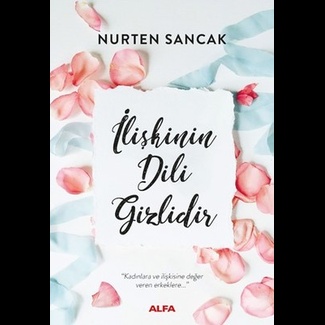 NURTEN SANCAK
İlişkinin
Dili
Gizlidir
"Kadınlara ve ilişkisine değer
veren erkeklere..."
ALFA